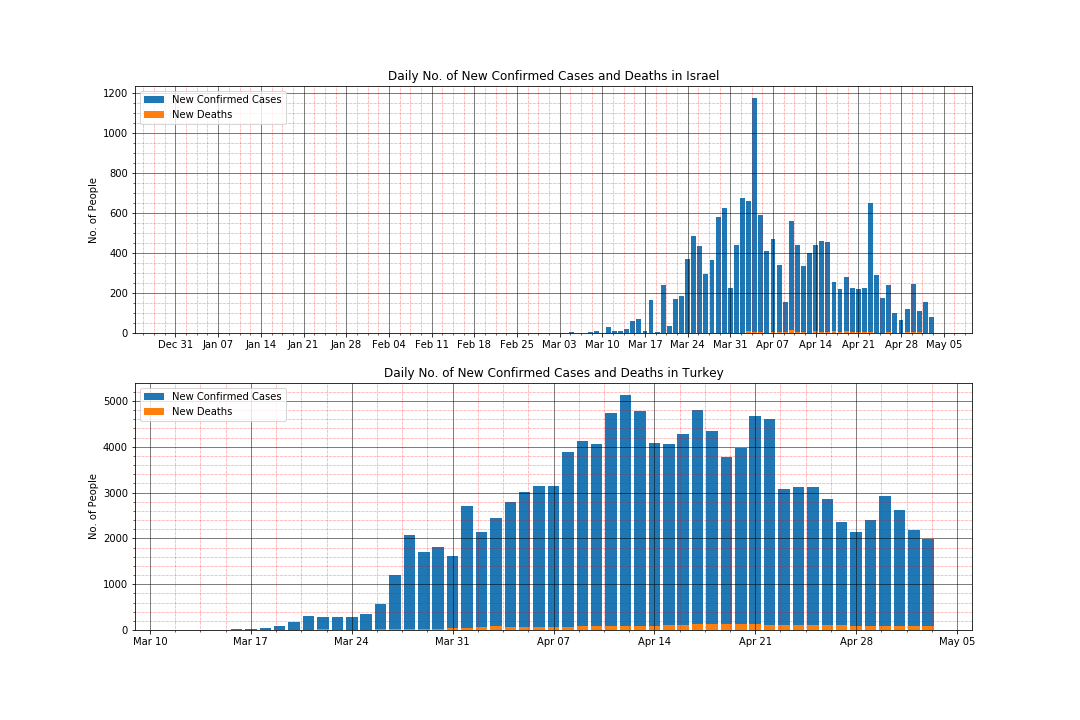 Daily No. of New Confirmed Cases and Deaths in Israel
New Confirmed Cases
New Deaths
No. of People
1200
1000
800
600
400
200
0
Dec 31 Jan 07 Jan 14 Jan 21 Jan 28 Feb 04 Feb 11 Feb 18 Feb 25 Mar 03 Mar 10 Mar 17 Mar 24 Mar 31 Apr 07 Apr 14 Apr 21 Apr 28 May 05
Daily No. of New Confirmed Cases and Deaths in Turkey
New Confirmed Cases
New Deaths
No. of People
5000
4000
3000
2000
1000
0
Mar 10 Mar 17 Mar 24 Mar 31 Apr 07 Apr 14 Apr 21 Apr 28 May 05